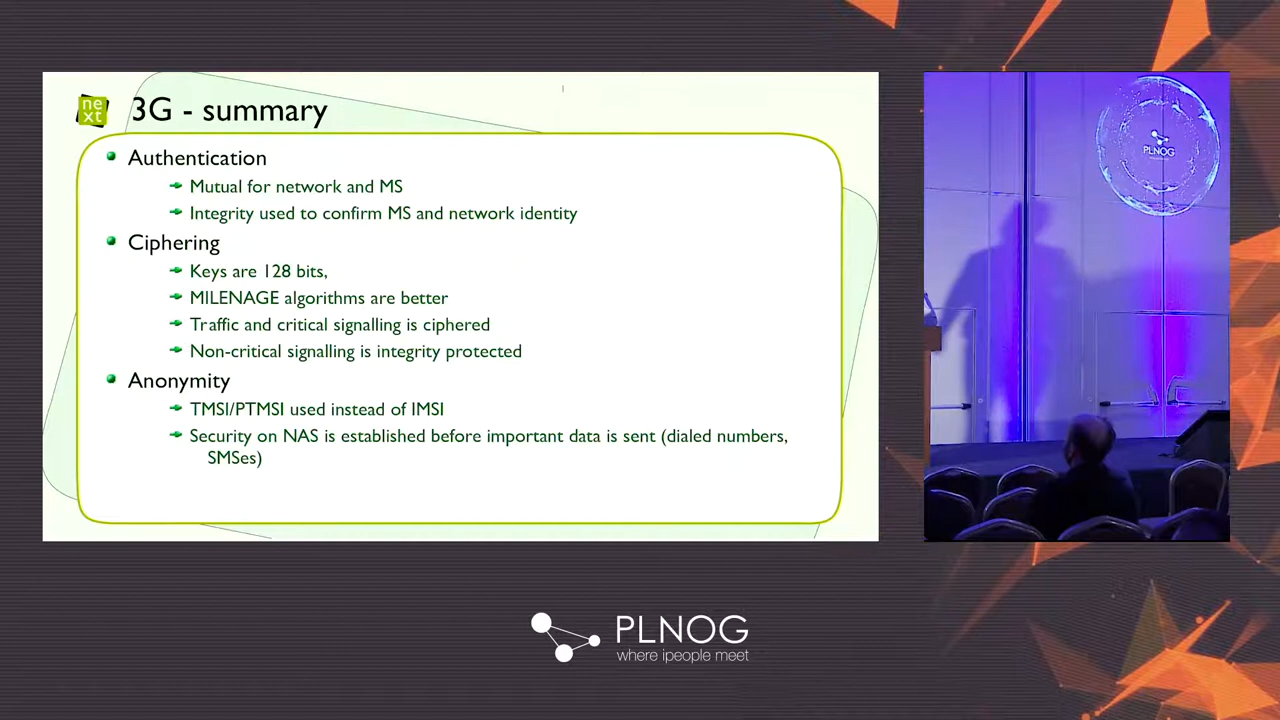 ne
xt
3G - summary
Authentication
Mutual for network and MS
Integrity used to confirm MS and network identity
Ciphering
Keys are 128 bits,
MILENAGE algorithms are better
Traffic and critical signalling is ciphered
Non-critical signalling is integrity protected
Anonymity
TMSI/PTMSI used instead of IMSI
Security on NAS is established before important data is sent (dialed numbers,
SMSes)
PLNOG
PLNOG
where ipeople meet